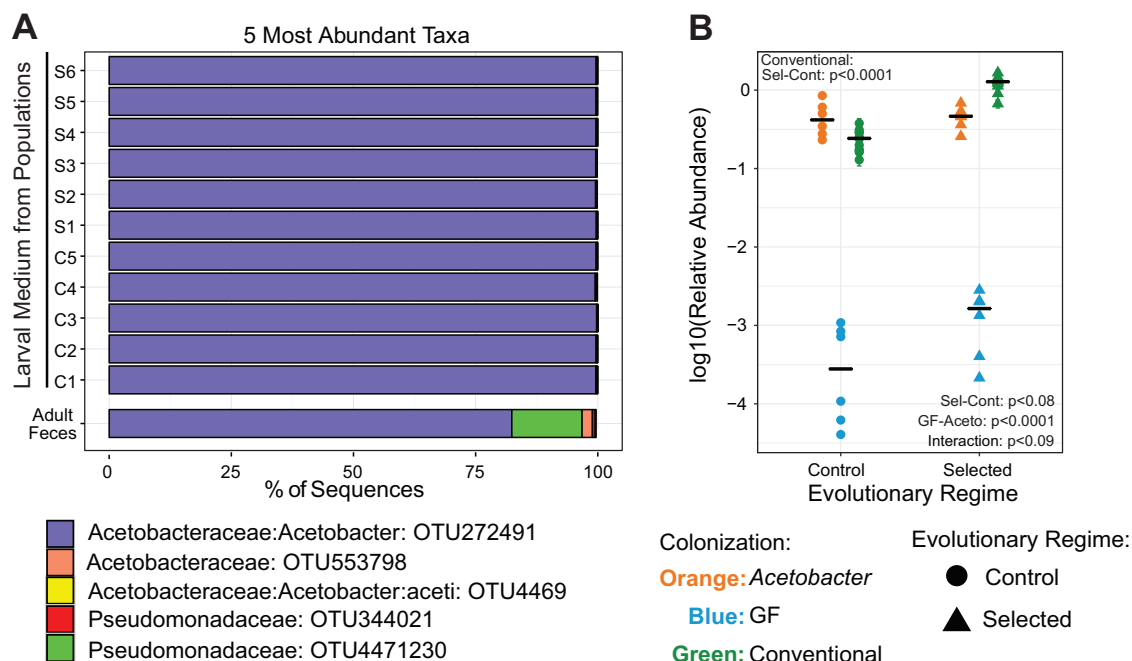 A
5 Most Abundant Taxa
Larval Medium from Populations
S6
S5
S4
S3
S2
S1
C5
C4
C3
C2
C1
Adult
Feces
0 25 50 75 100
% of Sequences
Acetobacteraceae:Acetobacter: OTU272491
Acetobacteraceae: OTU553798
Acetobacteraceae:Acetobacter:aceti: OTU4469
Pseudomonadaceae: OTU344021
Pseudomonadaceae: OTU4471230
B
Conventional:
Sel-Cont: p<0.0001
log10(Relative Abundance)
0
−1
−2
−3
−4
Sel-Cont: p<0.08
GF-Aceto: p<0.0001
Interaction: p<0.09
Control Selected
Evolutionary Regime
Colonization:
Orange: Acetobacter
Blue: GF
Green: Conventional
Evolutionary Regime:
Control
Selected